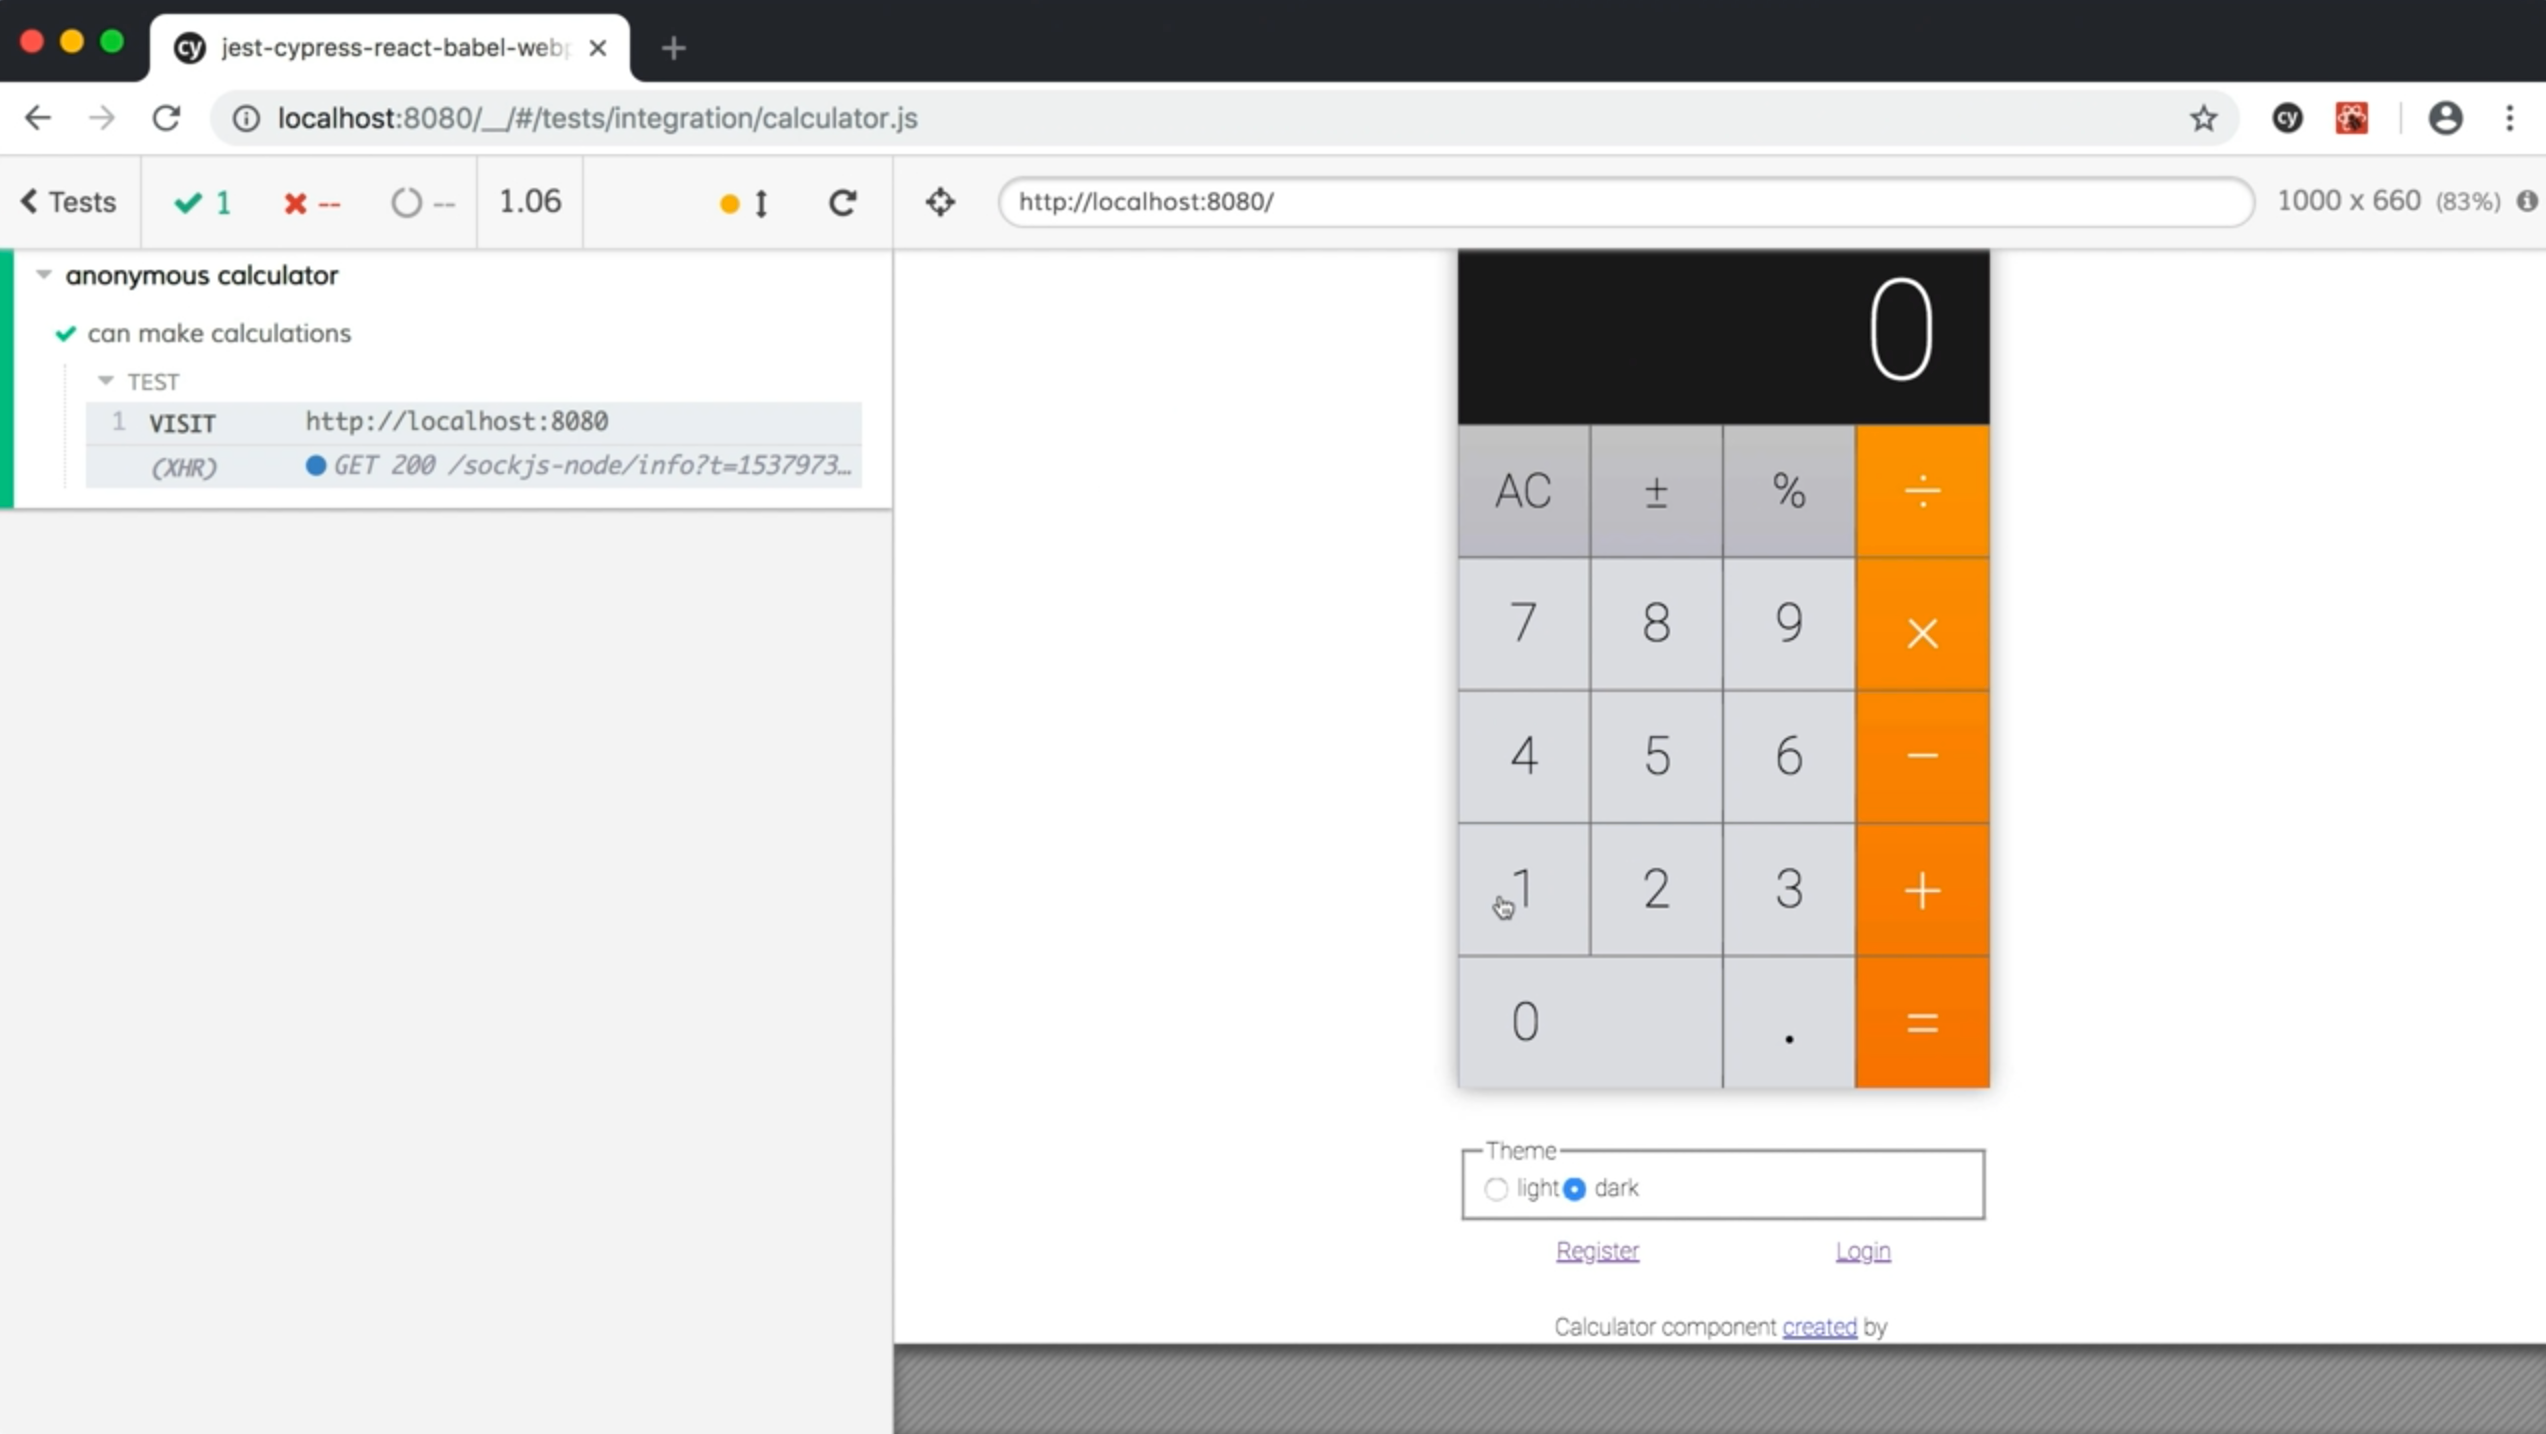 cy jest-cypress-react-babel-webp
localhost:8080/__/#/tests/integration/calculator.js
cy
Tests 1 -- -- 1.06
http://localhost:8080/
1000 x 660 (83%)
anonymous calculator
can make calculations
TEST
1 VISIT http://localhost:8080
(XHR) GET 200 /sockjs-node/info?t=1537973…
0
AC ± % ÷
7 8 9 ×
4 5 6 −
1 2 3 +
0 . =
Theme
light dark
Register Login
Calculator component created by